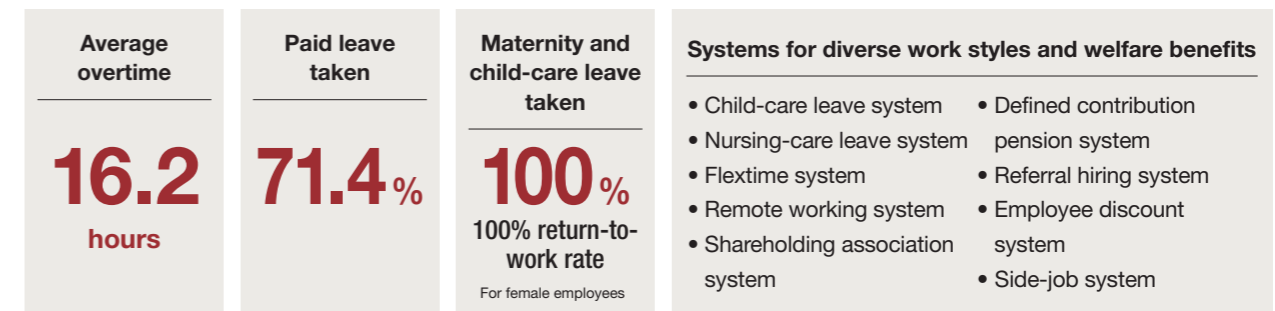 Average
overtime
16.2
hours
Paid leave
taken
71.4 %
Maternity and
child-care leave
taken
100 %
100% return-to-
work rate
For female employees
Systems for diverse work styles and welfare benefits
• Child-care leave system
• Nursing-care leave system
• Flextime system
• Remote working system
• Shareholding association
system
• Defined contribution
pension system
• Referral hiring system
• Employee discount
system
• Side-job system